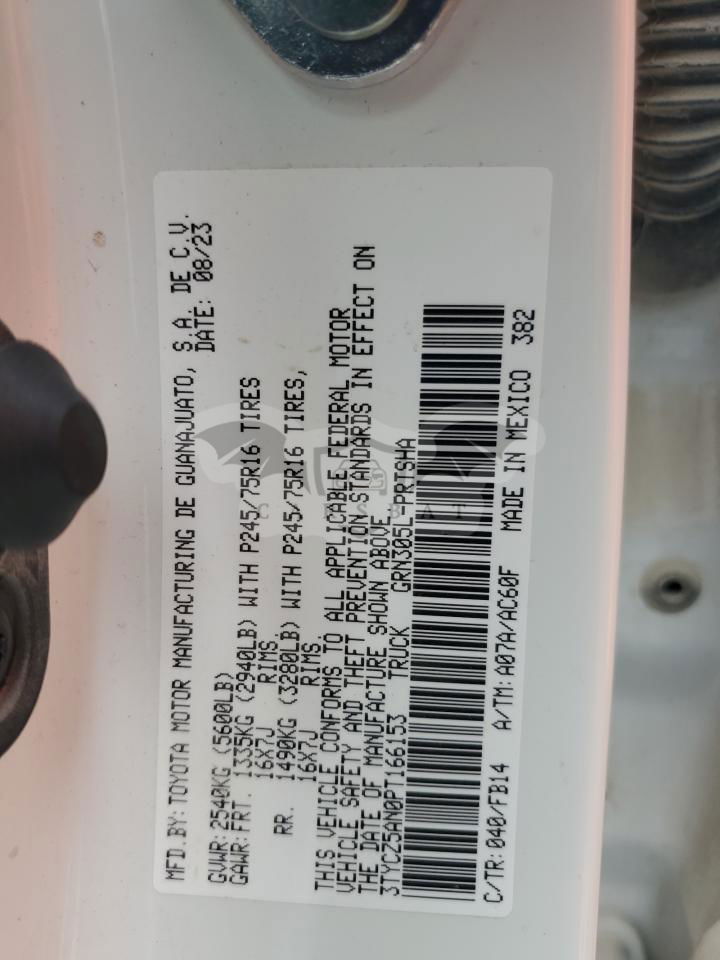 MFD.BY: TOYOTA MOTOR MANUFACTURING DE GUANAJUATO, S.A. DE C.V.
DATE: 08/23
GVWR: 2540KG (5600LB)
GAWR: FRT. 1335KG (2940LB) WITH P245/75R16 TIRES
16X7J RIMS,
RR. 1490KG (3280LB) WITH P245/75R16 TIRES,
16X7J RIMS.
THIS VEHICLE CONFORMS TO ALL APPLICABLE FEDERAL MOTOR
VEHICLE SAFETY AND THEFT PREVENTION STANDARDS IN EFFECT ON
THE DATE OF MANUFACTURE SHOWN ABOVE.
3TYCZ5AN0PT166153 TRUCK GRN305L-PRTSHA
C/TR: 040/FB14 A/TM: A07A/AC60F MADE IN MEXICO 382